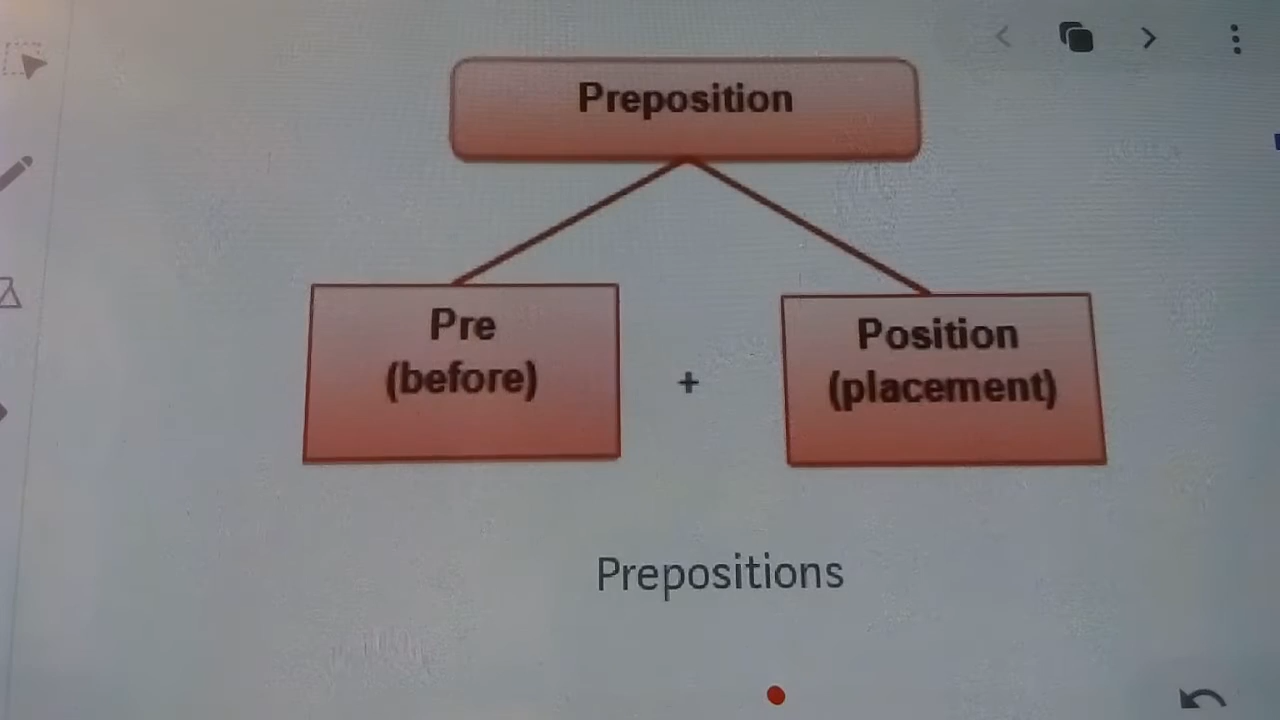 Preposition
Pre
(before)
+
Position
(placement)
Prepositions